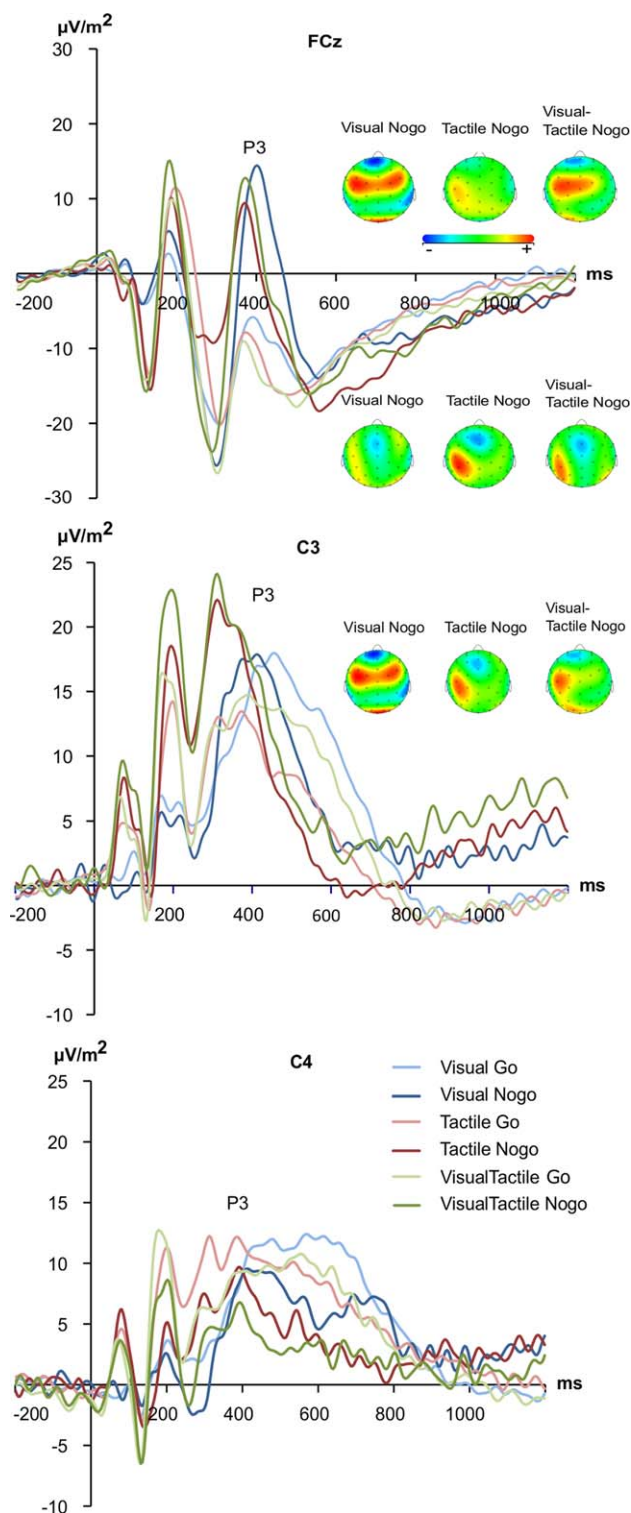 µV/m²
FCz
30
20
10
0
-10
-20
-30
P3
Visual Nogo
Tactile Nogo
Visual-
Tactile Nogo
-
+
ms
-200
200
400
600
800
1000
Visual Nogo
Tactile Nogo
Visual-
Tactile Nogo
µV/m²
C3
25
20
15
10
5
0
-5
-10
P3
Visual Nogo
Tactile Nogo
Visual-
Tactile Nogo
ms
-200
200
400
600
800
1000
µV/m²
C4
25
20
15
10
5
0
-5
-10
Visual Go
Visual Nogo
Tactile Go
Tactile Nogo
VisualTactile Go
VisualTactile Nogo
P3
ms
-200
200
400
600
800
1000